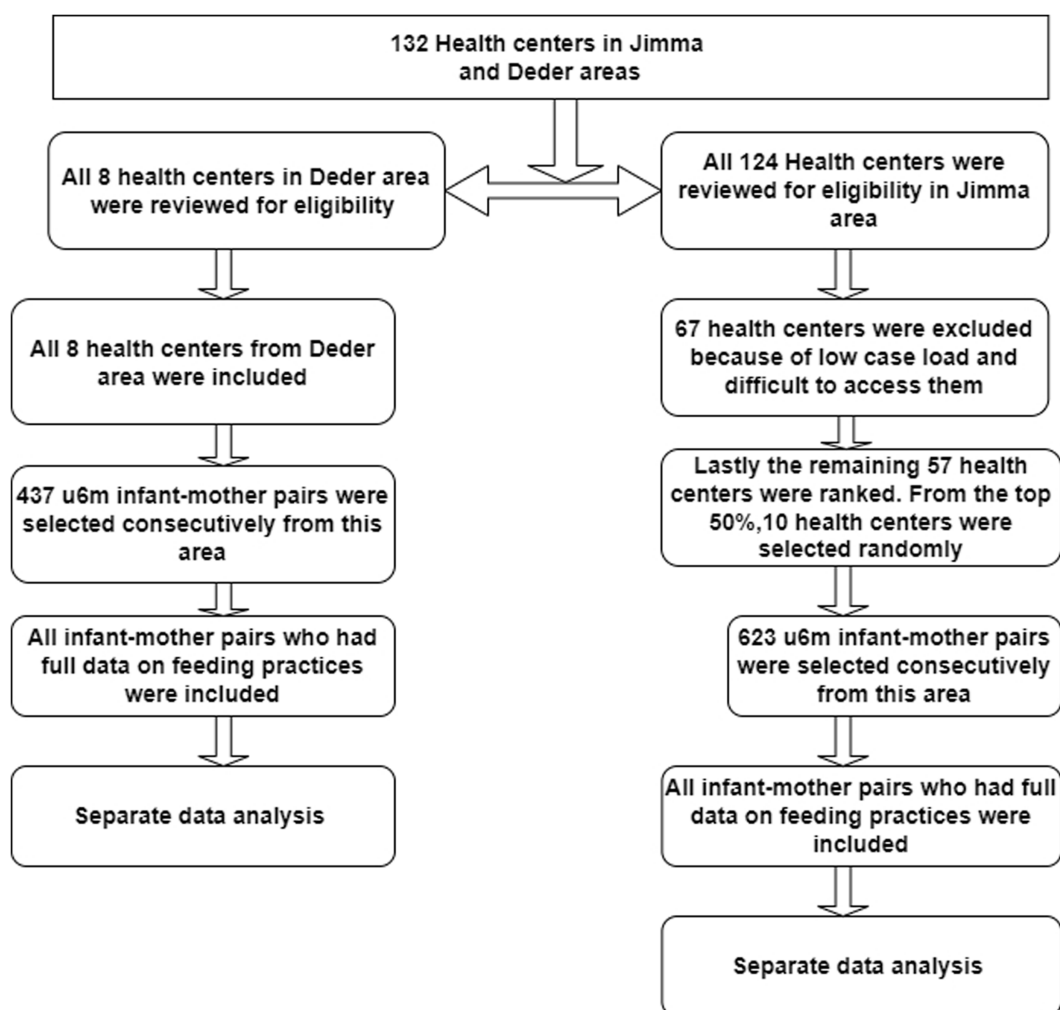 132 Health centers in Jimma
and Deder areas
All 8 health centers in Deder area
were reviewed for eligibility
All 124 Health centers were
reviewed for eligibility in Jimma
area
All 8 health centers from Deder
area were included
67 health centers were excluded
because of low case load and
difficult to access them
437 u6m infant-mother pairs were
selected consecutively from this
area
Lastly the remaining 57 health
centers were ranked. From the top
50%,10 health centers were
selected randomly
All infant-mother pairs who had
full data on feeding practices
were included
623 u6m infant-mother pairs
were selected consecutively
from this area
Separate data analysis
All infant-mother pairs who had full
data on feeding practices were
included
Separate data analysis